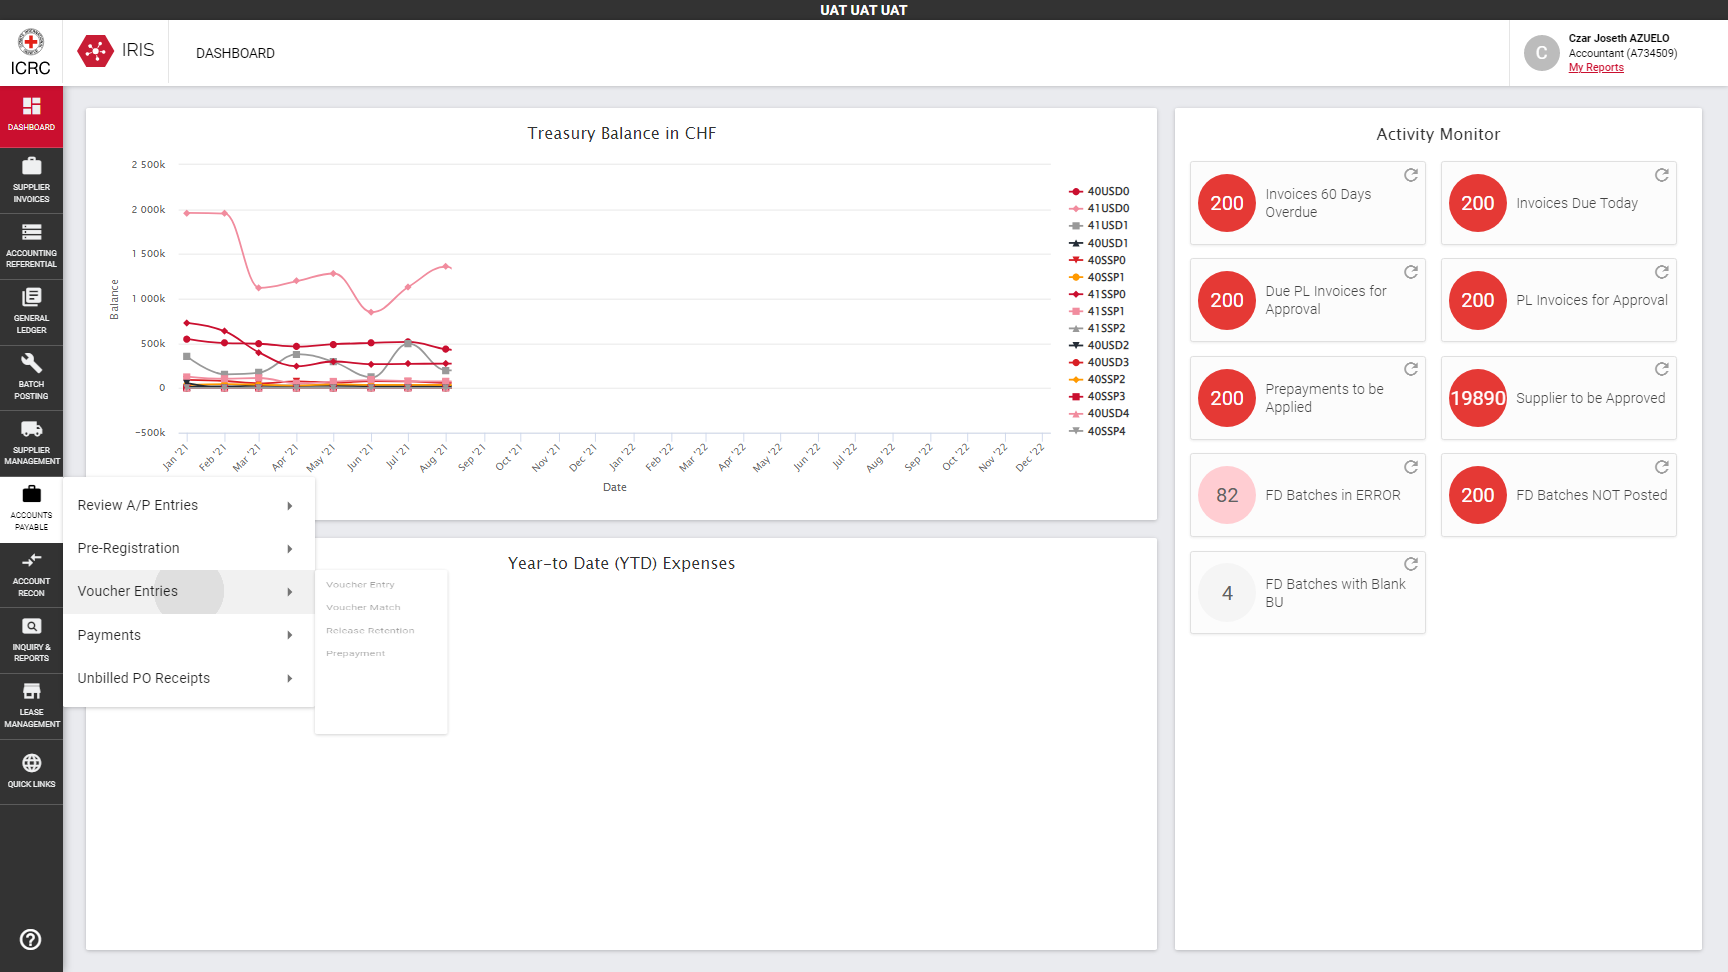 UAT UAT UAT
ICRC
IRIS
DASHBOARD
C
Czar Joseth AZUELO
Accountant (A734509)
My Reports
DASHBOARD
SUPPLIER
INVOICES
ACCOUNTING
REFERENTIAL
GENERAL
LEDGER
BATCH
POSTING
SUPPLIER
MANAGEMENT
ACCOUNTS
PAYABLE
ACCOUNT
RECON
INQUIRY &
REPORTS
LEASE
MANAGEMENT
QUICK LINKS
Treasury Balance in CHF
2 500k
2 000k
1 500k
1 000k
500k
0
-500k
Balance
Jan '21
Feb '21
Mar '21
Apr '21
May '21
Jun '21
Jul '21
Aug '21
Sep '21
Oct '21
Nov '21
Dec '21
Jan '22
Feb '22
Mar '22
Apr '22
May '22
Jun '22
Jul '22
Aug '22
Sep '22
Oct '22
Nov '22
Dec '22
Date
40USD0
41USD0
41USD1
40USD1
40SSP0
40SSP1
41SSP0
41SSP1
41SSP2
40USD2
40USD3
40SSP2
40SSP3
40USD4
40SSP4
Review A/P Entries
Pre-Registration
Voucher Entries
Payments
Unbilled PO Receipts
Voucher Entry
Voucher Match
Release Retention
Prepayment
Year-to Date (YTD) Expenses
Activity Monitor
200
Invoices 60 Days
Overdue
200
Invoices Due Today
200
Due PL Invoices for
Approval
200
PL Invoices for Approval
200
Prepayments to be
Applied
19890
Supplier to be Approved
82
FD Batches in ERROR
200
FD Batches NOT Posted
4
FD Batches with Blank
BU